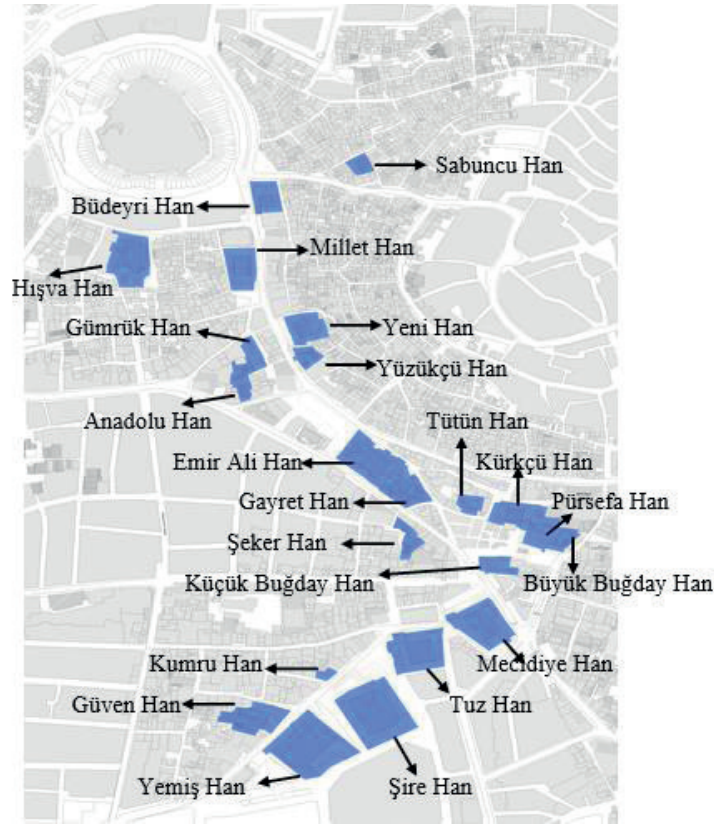 Sabuncu Han
Büdeyri Han
Millet Han
Hışva Han
Gümrük Han
Yeni Han
Yüzükçü Han
Anadolu Han
Tütün Han
Emir Ali Han
Kürkçü Han
Gayret Han
Pürsefa Han
Şeker Han
Küçük Buğday Han
Büyük Buğday Han
Kumru Han
Mecidiye Han
Güven Han
Tuz Han
Yemiş Han
Şire Han